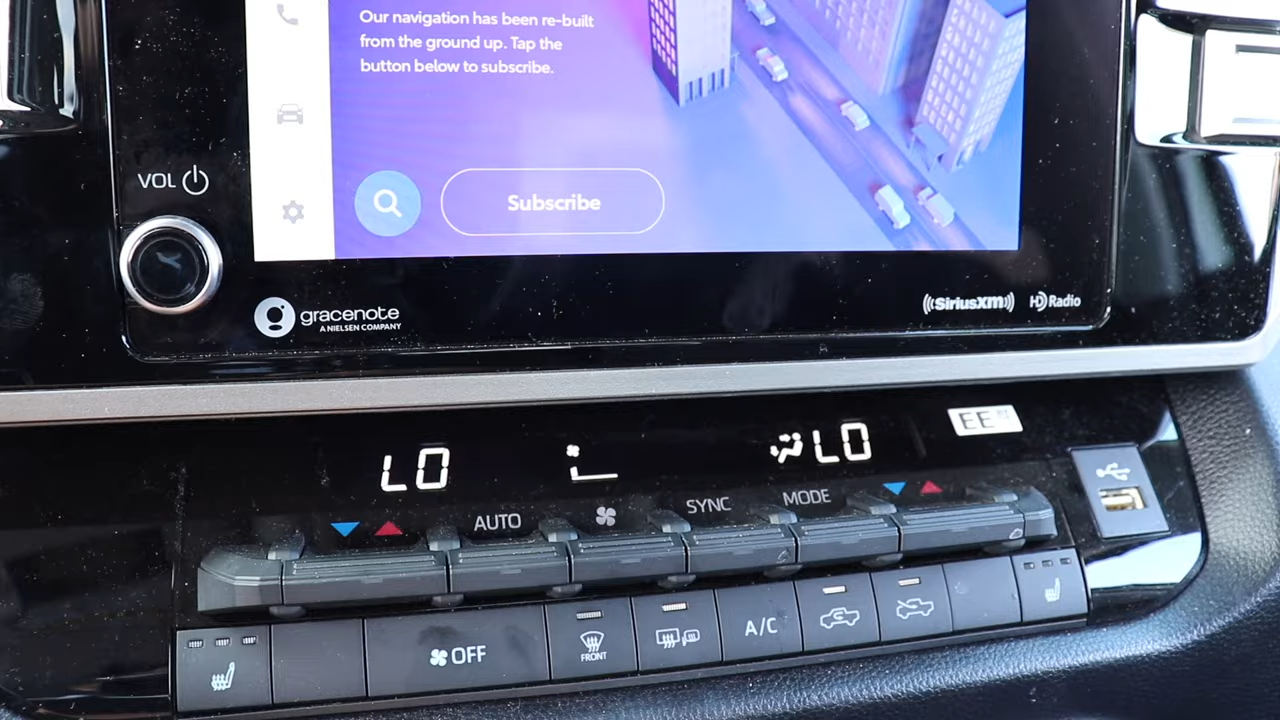 Our navigation has been re-built
from the ground up. Tap the
button below to subscribe.
VOL
Subscribe
gracenote
A NIELSEN COMPANY
SiriusXM
HD Radio
LO
LO
AUTO
SYNC
MODE
OFF
FRONT
A/C